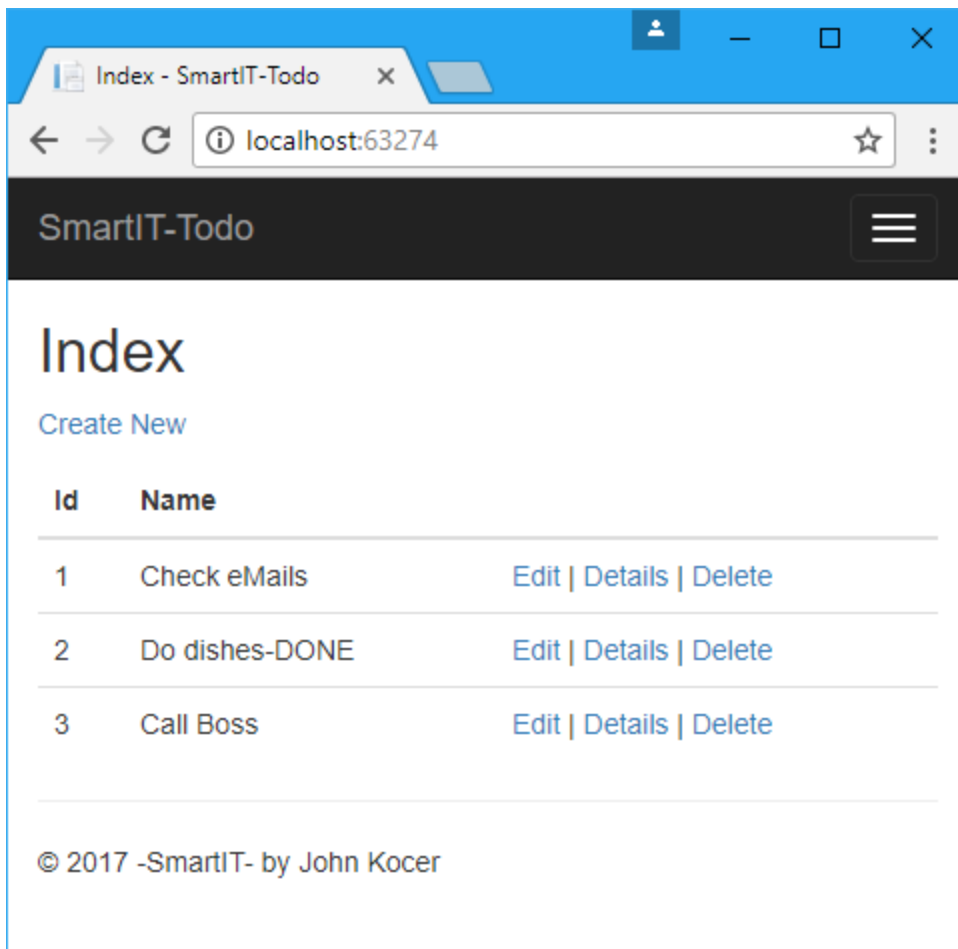 Index - SmartIT-Todo
localhost:63274
SmartIT-Todo
Index
Create New
Id Name
1 Check eMails Edit | Details | Delete
2 Do dishes-DONE Edit | Details | Delete
3 Call Boss Edit | Details | Delete
© 2017 -SmartIT- by John Kocer